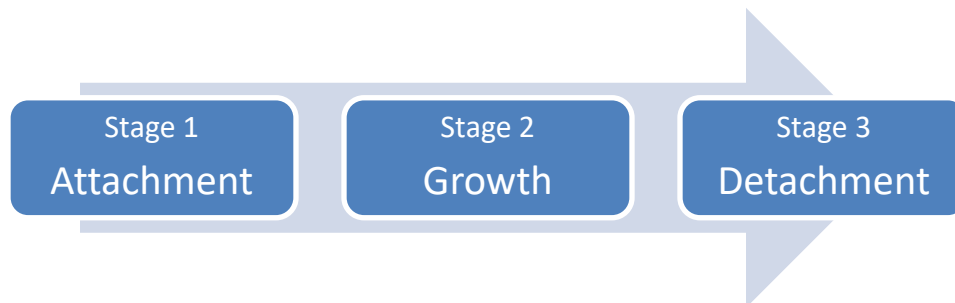 Stage 1
Attachment
Stage 2
Growth
Stage 3
Detachment